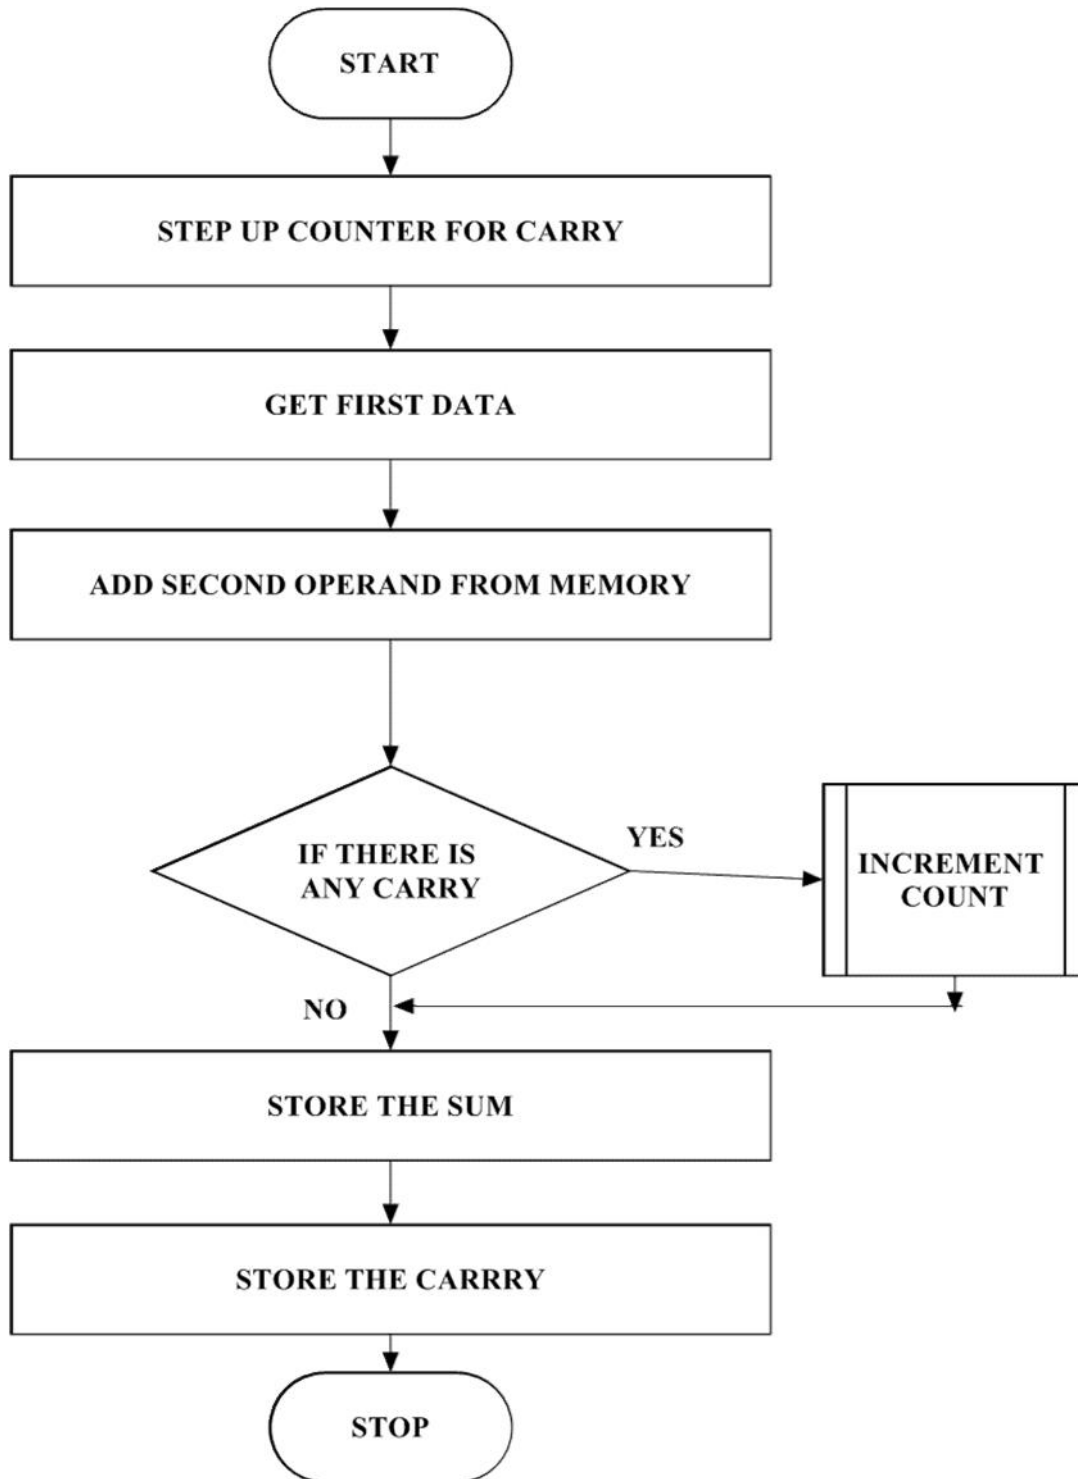 START
STEP UP COUNTER FOR CARRY
GET FIRST DATA
ADD SECOND OPERAND FROM MEMORY
IF THERE IS
ANY CARRY
YES
INCREMENT
COUNT
NO
STORE THE SUM
STORE THE CARRRY
STOP